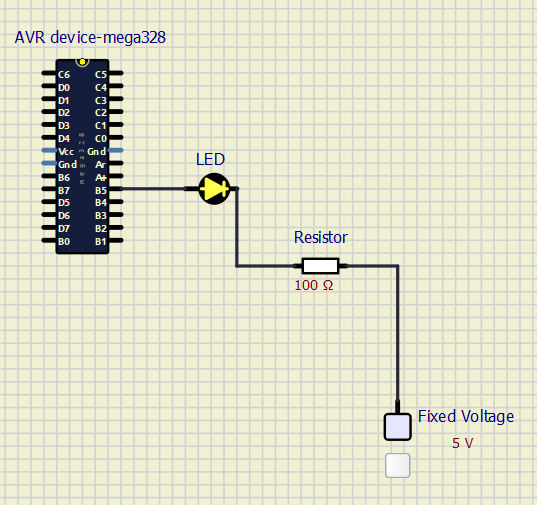 AVR device-mega328
C6 C5
D0 C4
D1 C3
D2 C2
D3 C1
D4 C0
Vcc Gnd
Gnd Ar
B6 A+
B7 B5
D5 B4
D6 B3
D7 B2
B0 B1
mega328
LED
Resistor
100 Ω
Fixed Voltage
5 V